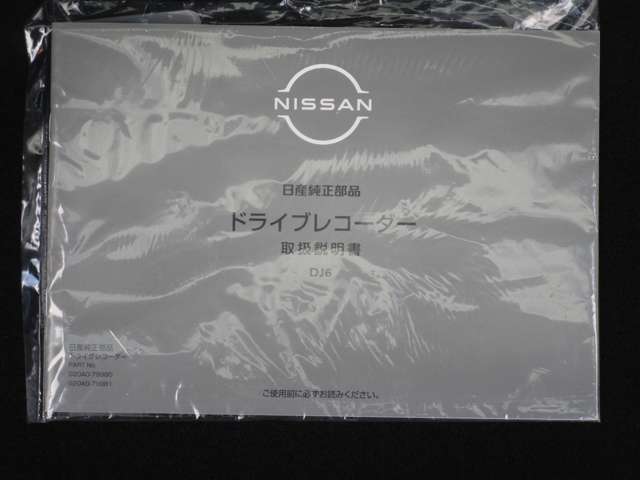 NISSAN
日産純正部品
ドライブレコーダー
取扱説明書
DJ6
日産純正部品
ドライブレコーダー
PART No.
ご使用前に必ずお読みください。